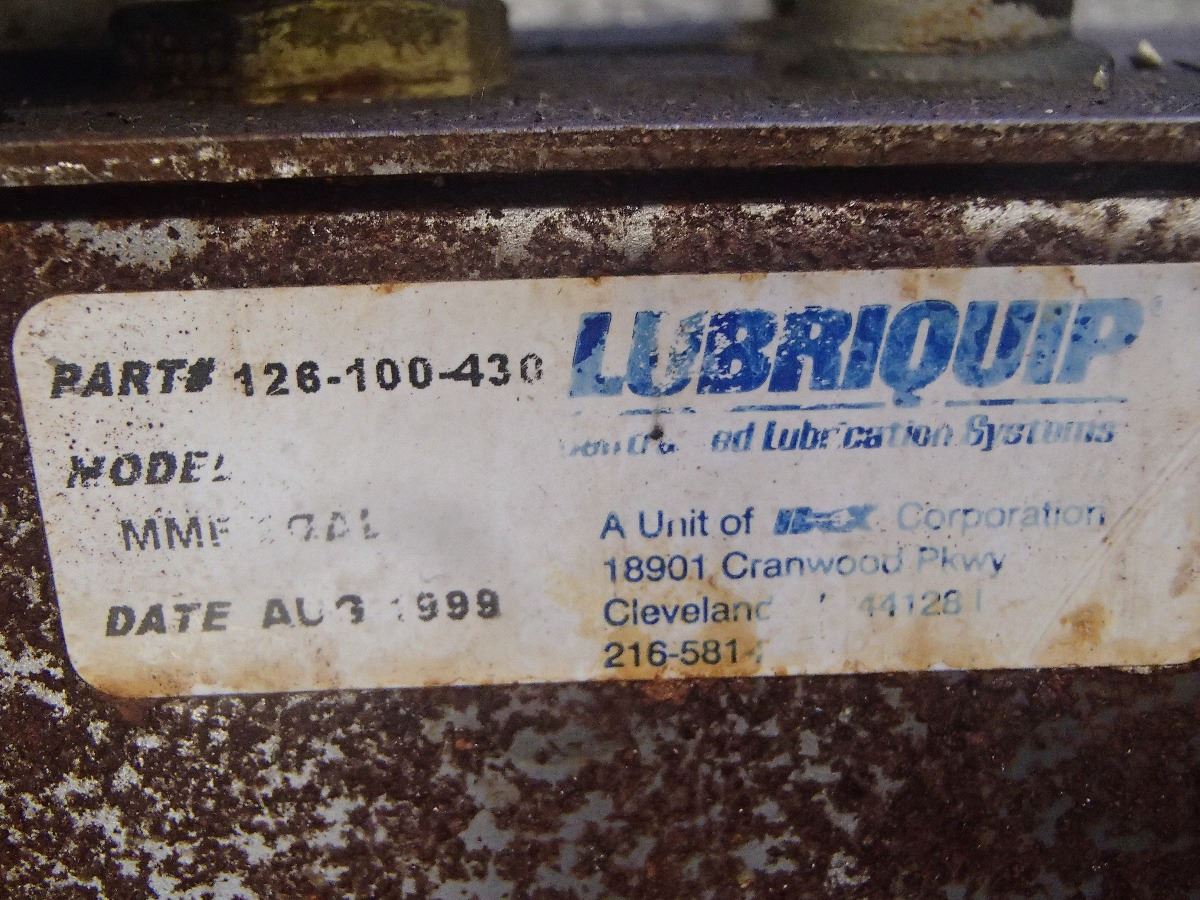 LUBRIQUIP
PART# 126-100-430
Lubrication Systems
MODEL
A Unit of IDEX Corporation
18901 Cranwood Pkwy
DATE AUG 1999
Cleveland 44128